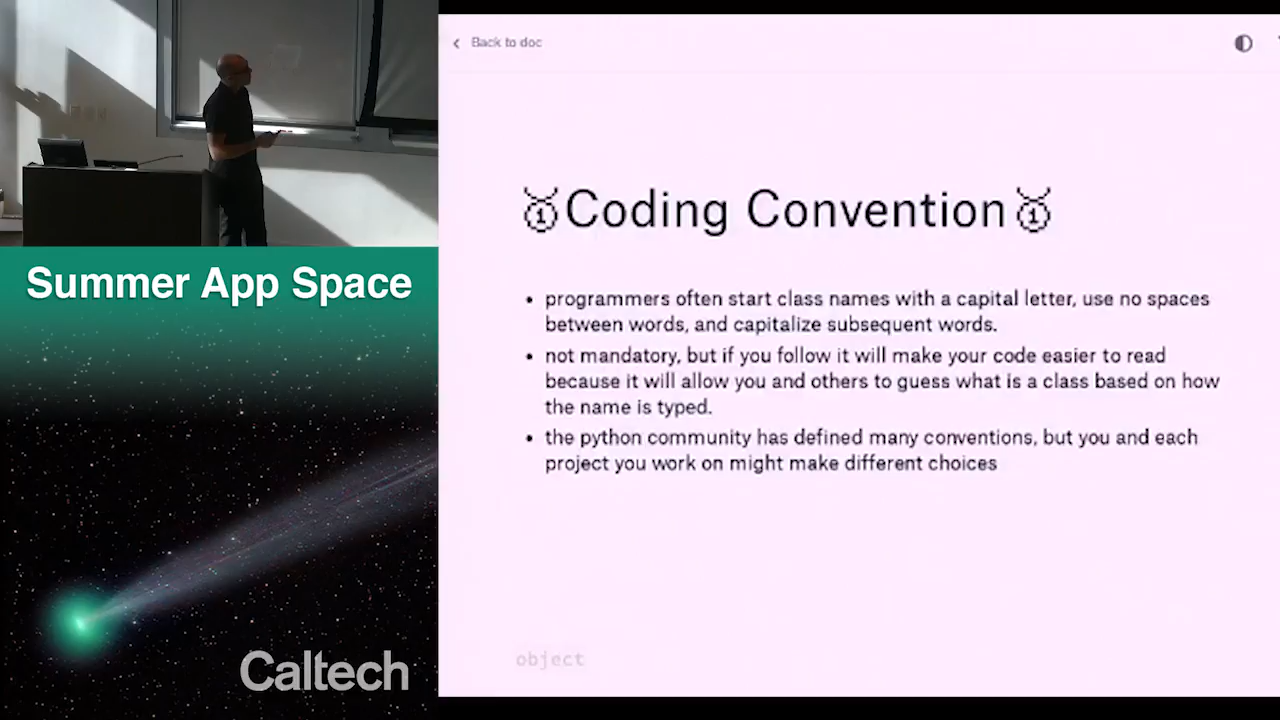 Back to doc
Coding Convention
• programmers often start class names with a capital letter, use no spaces
between words, and capitalize subsequent words.
• not mandatory, but if you follow it will make your code easier to read
because it will allow you and others to guess what is a class based on how
the name is typed.
• the python community has defined many conventions, but you and each
project you work on might make different choices
object
Summer App Space
Caltech